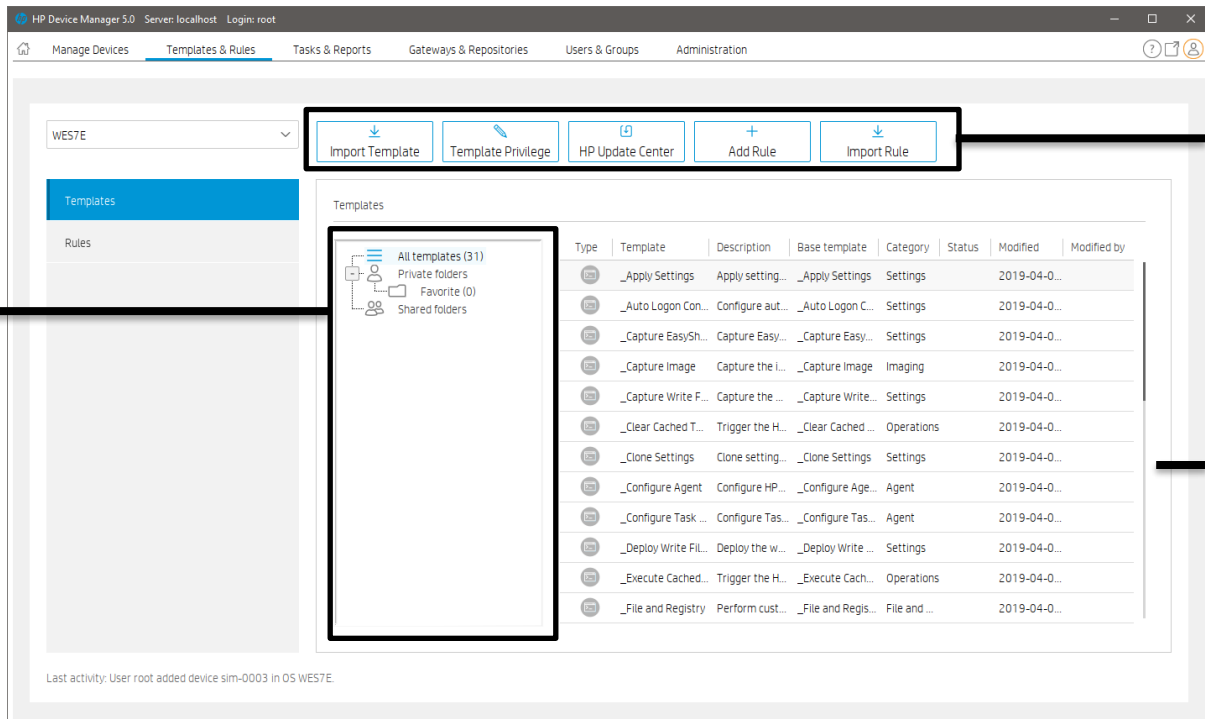 HP Device Manager 5.0 Server: localhost Login: root
Manage Devices Templates & Rules Tasks & Reports Gateways & Repositories Users & Groups Administration
WES7E
Import Template Template Privilege HP Update Center Add Rule Import Rule
Templates
Rules
Templates
All templates (31)
Private folders
Favorite (0)
Shared folders
Type Template Description Base template Category Status Modified Modified by
_Apply Settings Apply setting... _Apply Settings Settings 2019-04-0...
_Auto Logon Con... Configure aut... _Auto Logon C... Settings 2019-04-0...
_Capture EasySh... Capture Easy... _Capture Easy... Settings 2019-04-0...
_Capture Image Capture the i... _Capture Image Imaging 2019-04-0...
_Capture Write F... Capture the ... _Capture Write... Settings 2019-04-0...
_Clear Cached T... Trigger the H... _Clear Cached ... Operations 2019-04-0...
_Clone Settings Clone setting... _Clone Settings Settings 2019-04-0...
_Configure Agent Configure HP... _Configure Age... Agent 2019-04-0...
_Configure Task ... Configure Tas... _Configure Tas... Agent 2019-04-0...
_Deploy Write Fil... Deploy the w... _Deploy Write ... Settings 2019-04-0...
_Execute Cached... Trigger the H... _Execute Cach... Operations 2019-04-0...
_File and Registry Perform cust... _File and Regis... File and ... 2019-04-0...
Last activity: User root added device sim-0003 in OS WES7E.